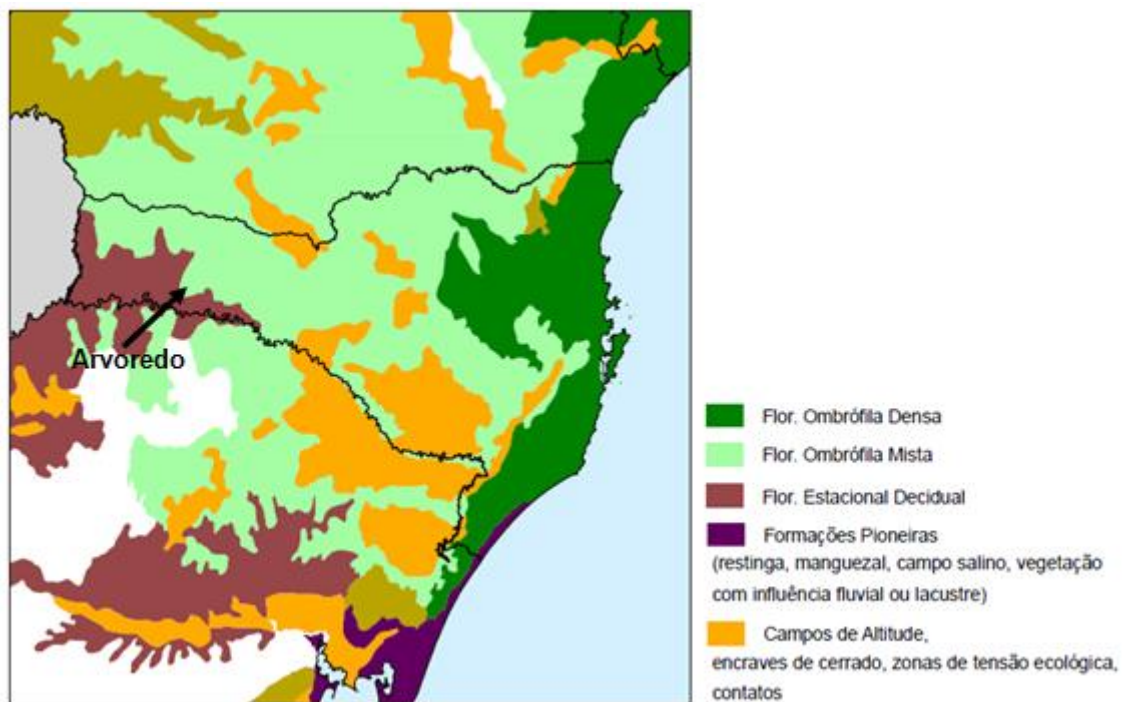 Arvoredo
Flor. Ombrófila Densa
Flor. Ombrófila Mista
Flor. Estacional Decidual
Formações Pioneiras
(restinga, manguezal, campo salino, vegetação
com influência fluvial ou lacustre)
Campos de Altitude,
encraves de cerrado, zonas de tensão ecológica,
contatos